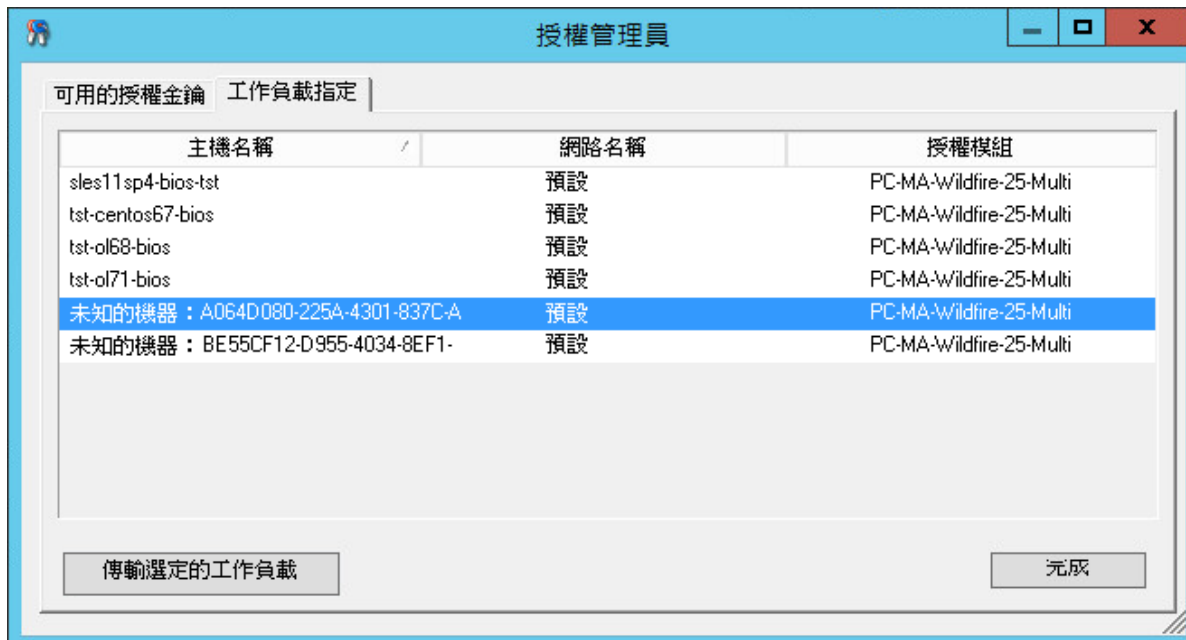 授權管理員
可用的授權金鑰 工作負載指定
主機名稱 網路名稱 授權模組
sles11sp4-bios-tst 預設 PC-MA-Wildfire-25-Multi
tst-centos67-bios 預設 PC-MA-Wildfire-25-Multi
tst-ol68-bios 預設 PC-MA-Wildfire-25-Multi
tst-ol71-bios 預設 PC-MA-Wildfire-25-Multi
未知的機器：A064D080-225A-4301-837C-A 預設 PC-MA-Wildfire-25-Multi
未知的機器：BE55CF12-D955-4034-8EF1- 預設 PC-MA-Wildfire-25-Multi
傳輸選定的工作負載 完成